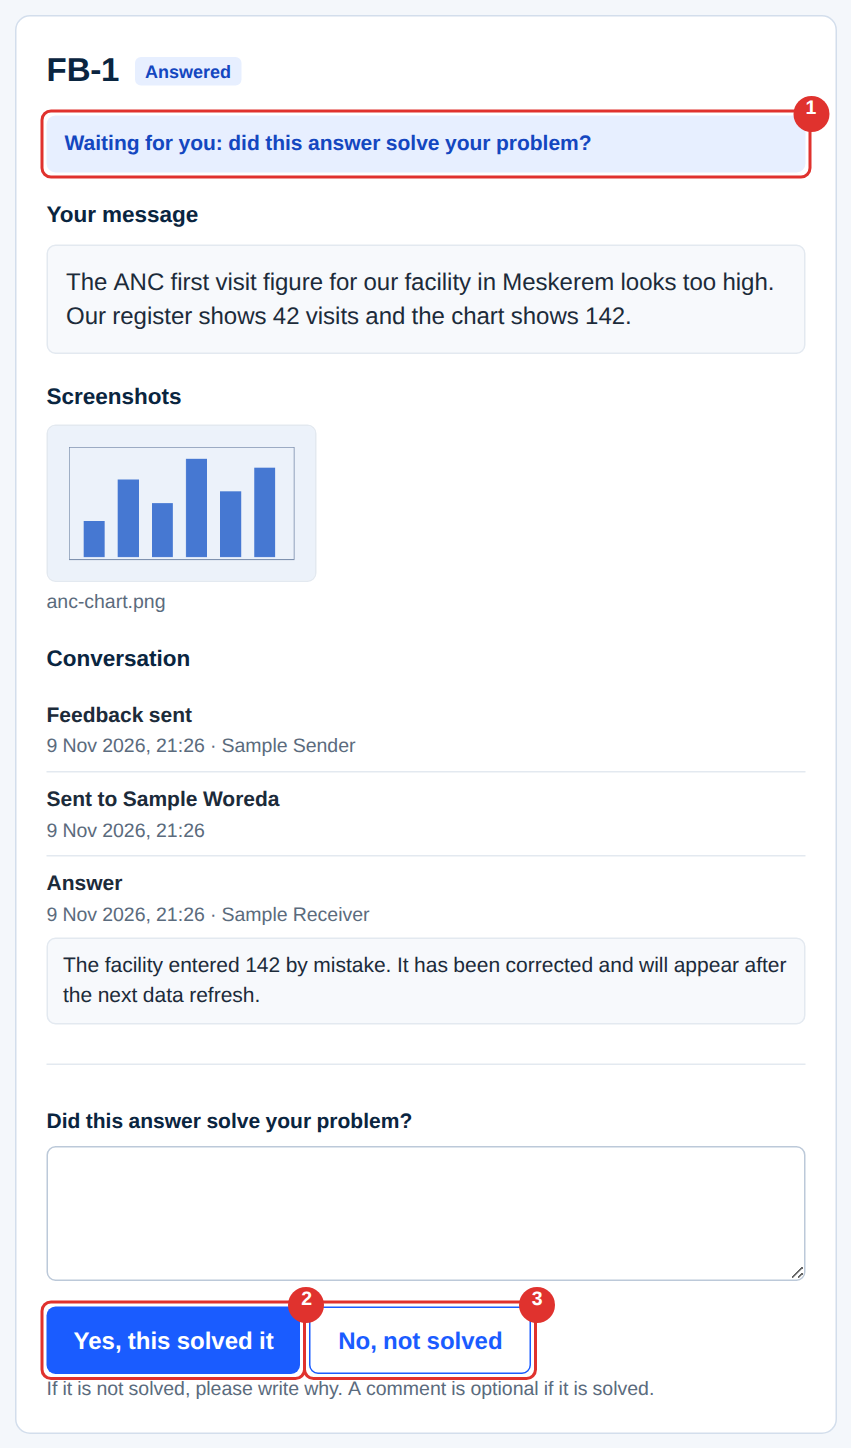 FB-1 Answered
1
Waiting for you: did this answer solve your problem?
Your message
The ANC first visit figure for our facility in Meskerem looks too high.
Our register shows 42 visits and the chart shows 142.
Screenshots
anc-chart.png
Conversation
Feedback sent
9 Nov 2026, 21:26 · Sample Sender
Sent to Sample Woreda
9 Nov 2026, 21:26
Answer
9 Nov 2026, 21:26 · Sample Receiver
The facility entered 142 by mistake. It has been corrected and will appear after
the next data refresh.
Did this answer solve your problem?
2 3
Yes, this solved it No, not solved
If it is not solved, please write why. A comment is optional if it is solved.